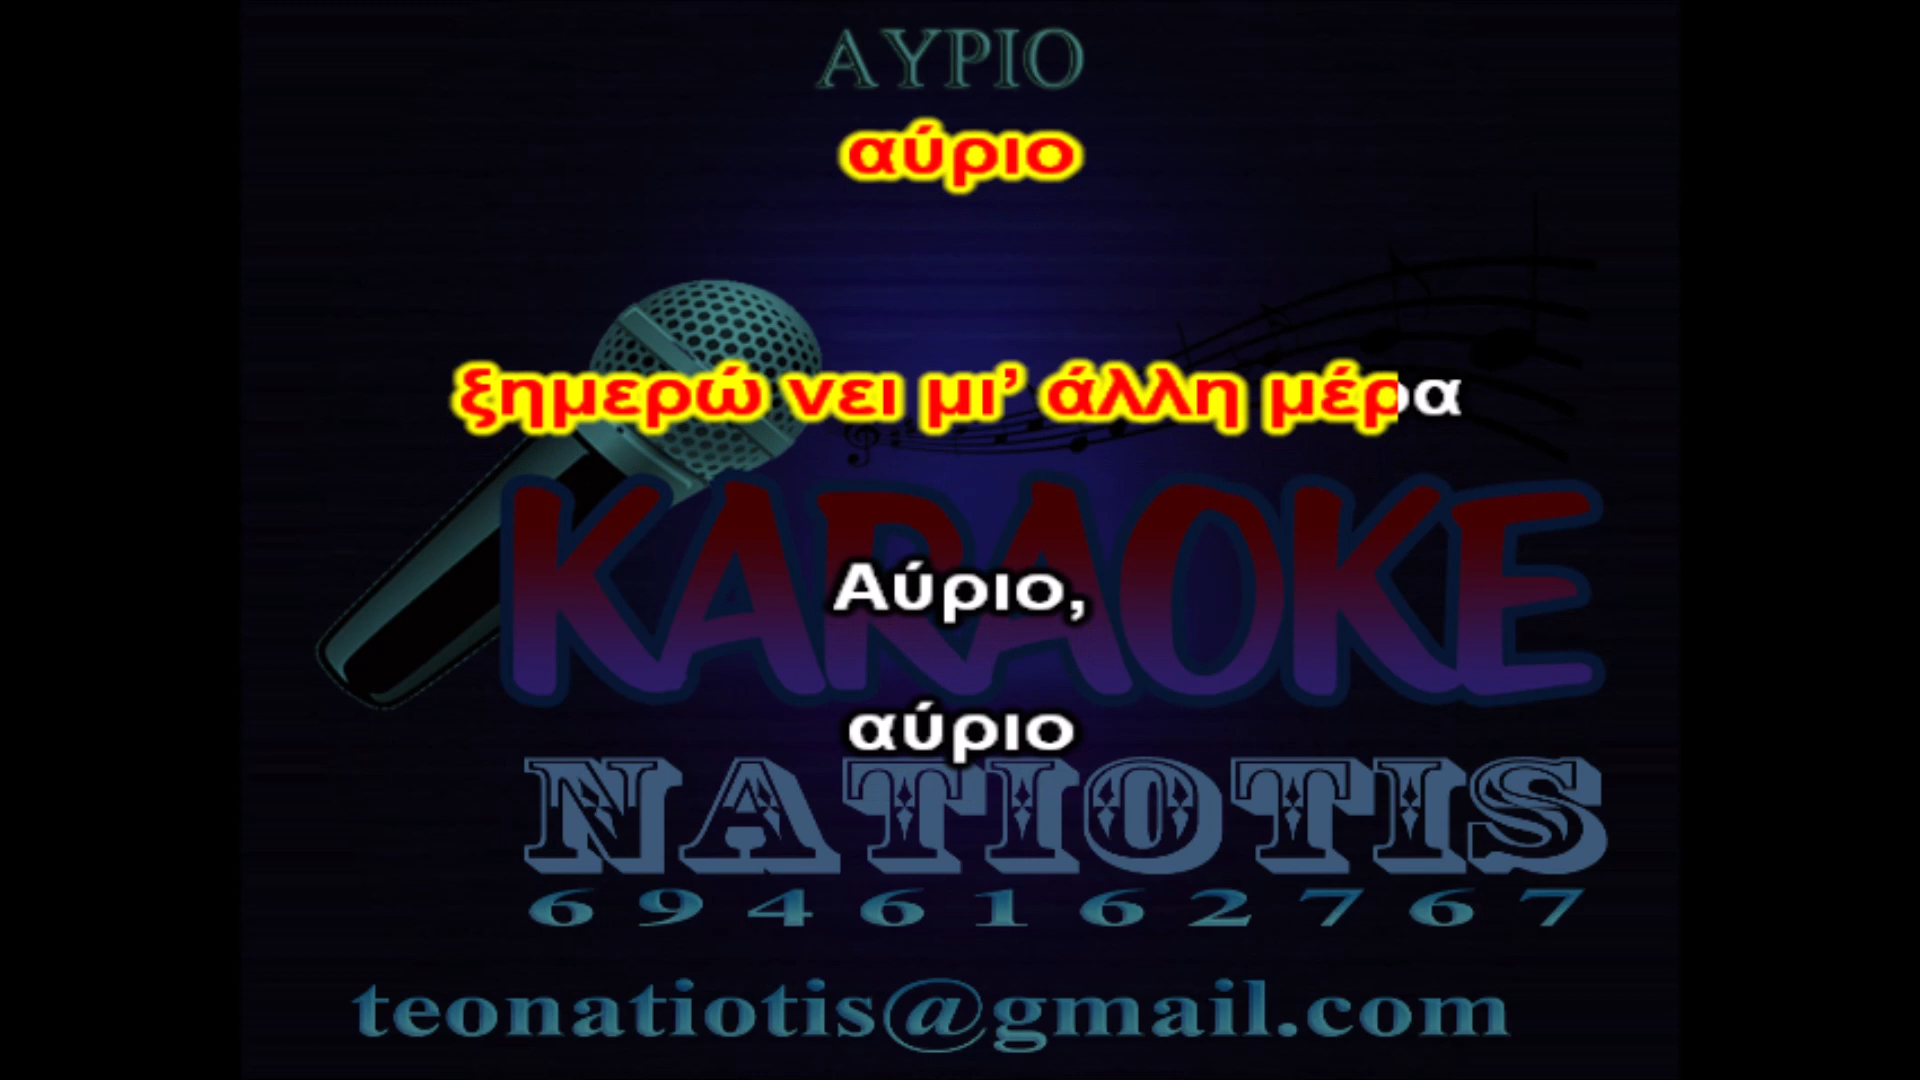 ΑΥΡΙΟ
αύριο
ξημερώ νει μι’ άλλη μέρα
KARAOKE
Αύριο,
αύριο
NATIOTIS
6946162767
teonatiotis@gmail.com